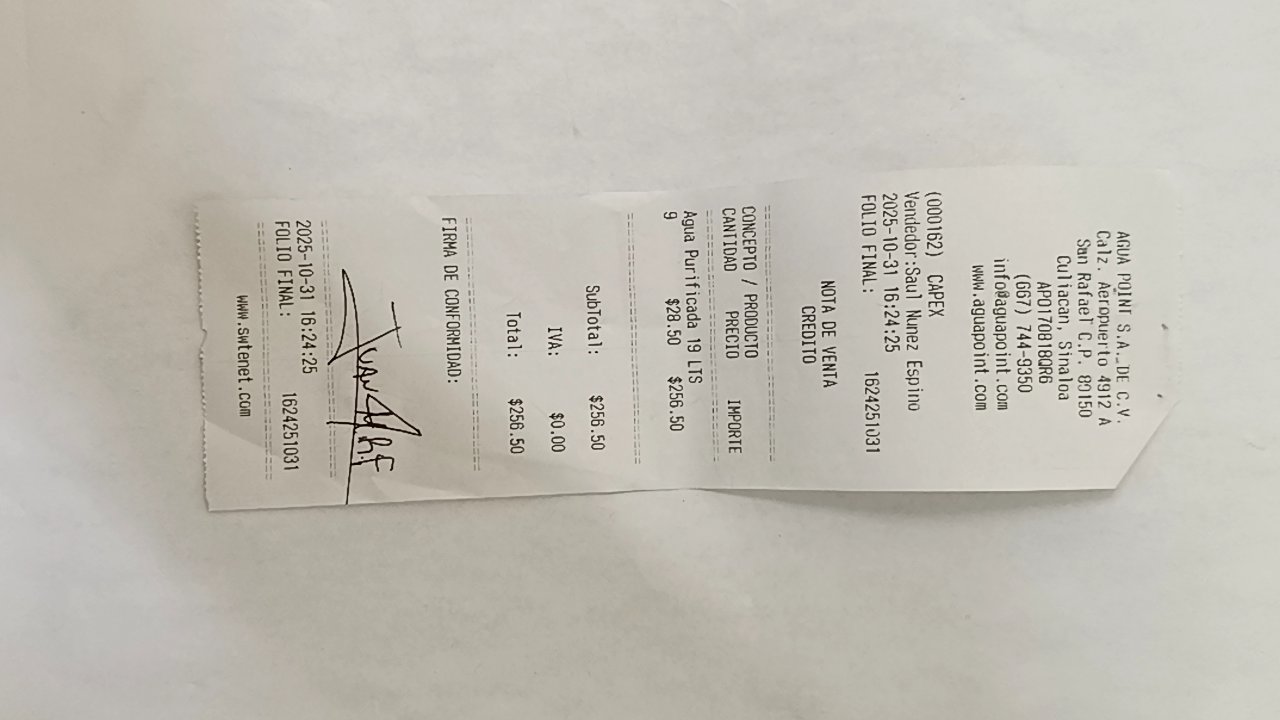 AGUA POINT S.A. DE C.V.
Calz. Aeropuerto 4912 A
San Rafael C.P. 80150
Culiacan, Sinaloa
APO170818QR6
(667) 744-9350
info@aguapoint.com
www.aguapoint.com
(000162) CAPEX
Vendedor:Saul Nunez Espino
2025-10-31 16:24:25
FOLIO FINAL: 1624251031
NOTA DE VENTA
CREDITO
CONCEPTO / PRODUCTO
CANTIDAD PRECIO IMPORTE
Agua Purificada 19 LTS
9 $28.50 $256.50
SubTotal: $256.50
IVA: $0.00
Total: $256.50
FIRMA DE CONFORMIDAD:
Juan
2025-10-31 16:24:25
FOLIO FINAL: 1624251031
www.swtenet.com